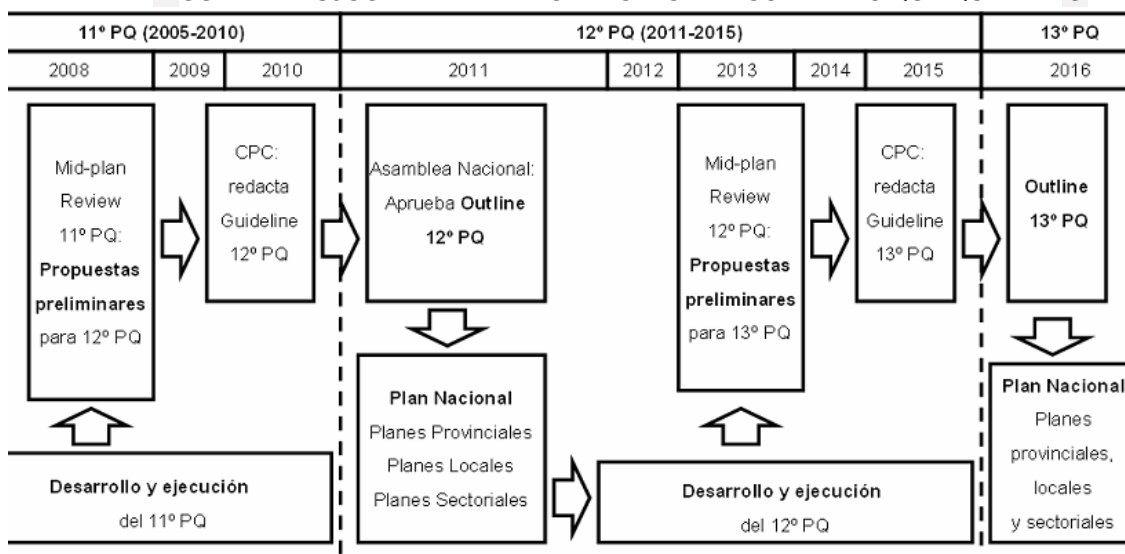 11º PQ (2005-2010)
12º PQ (2011-2015)
13º PQ
2008
2009
2010
2011
2012
2013
2014
2015
2016
Mid-plan
Review
11º PQ:
Propuestas
preliminares
para 12º PQ
CPC:
redacta
Guideline
12º PQ
Asamblea Nacional:
Aprueba Outline
12º PQ
Mid-plan
Review
12º PQ:
Propuestas
preliminares
para 13º PQ
CPC:
redacta
Guideline
13º PQ
Outline
13º PQ
Plan Nacional
Planes Provinciales
Planes Locales
Planes Sectoriales
Plan Nacional
Planes
provinciales,
locales
y sectoriales
Desarrollo y ejecución
del 11º PQ
Desarrollo y ejecución
del 12º PQ